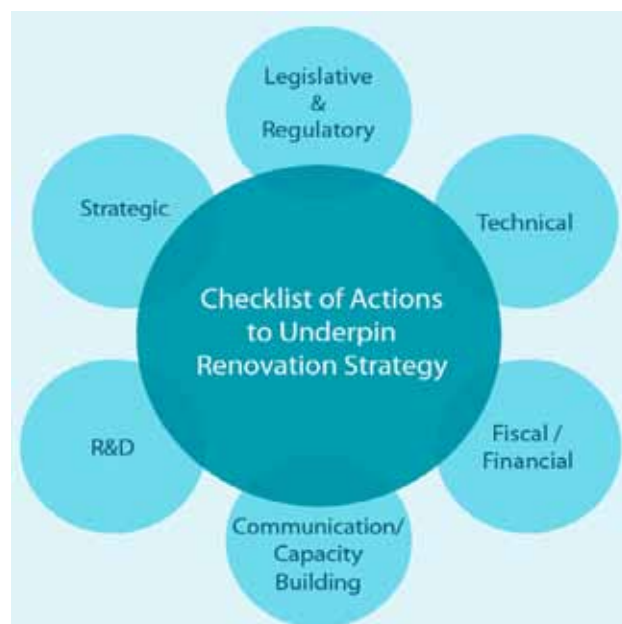 Legislative
&
Regulatory
Strategic
Technical
Checklist of Actions
to Underpin
Renovation Strategy
R&D
Fiscal /
Financial
Communication/
Capacity
Building